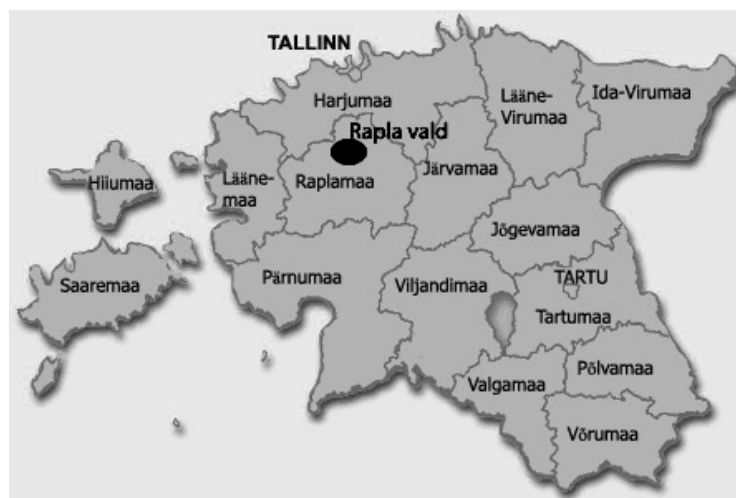 TALLINN
Harjumaa
Lääne-
Virumaa
Ida-Virumaa
Rapla vald
Hiiumaa
Lääne-
maa
Raplamaa
Järvamaa
Jõgevamaa
Saaremaa
Pärnumaa
Viljandimaa
TARTU
Tartumaa
Valgamaa
Põlvamaa
Võrumaa